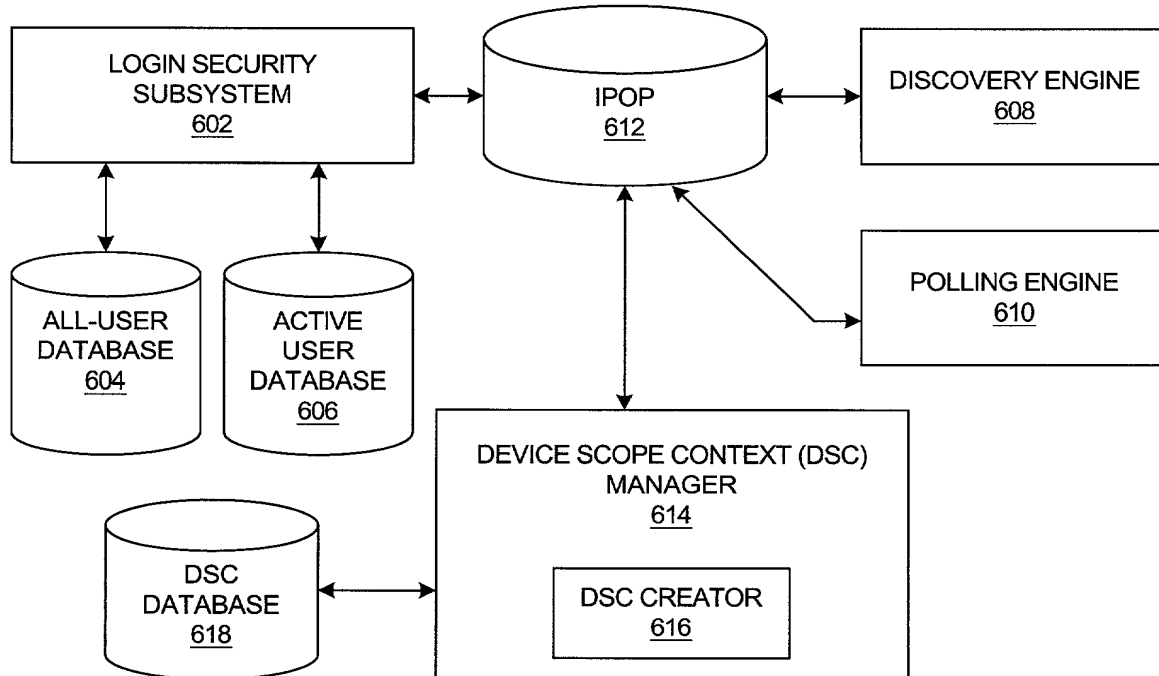 LOGIN SECURITY
SUBSYSTEM
602
IPOP
612
DISCOVERY ENGINE
608
POLLING ENGINE
610
ALL-USER
DATABASE
604
ACTIVE
USER
DATABASE
606
DEVICE SCOPE CONTEXT (DSC)
MANAGER
614
DSC
DATABASE
618
DSC CREATOR
616